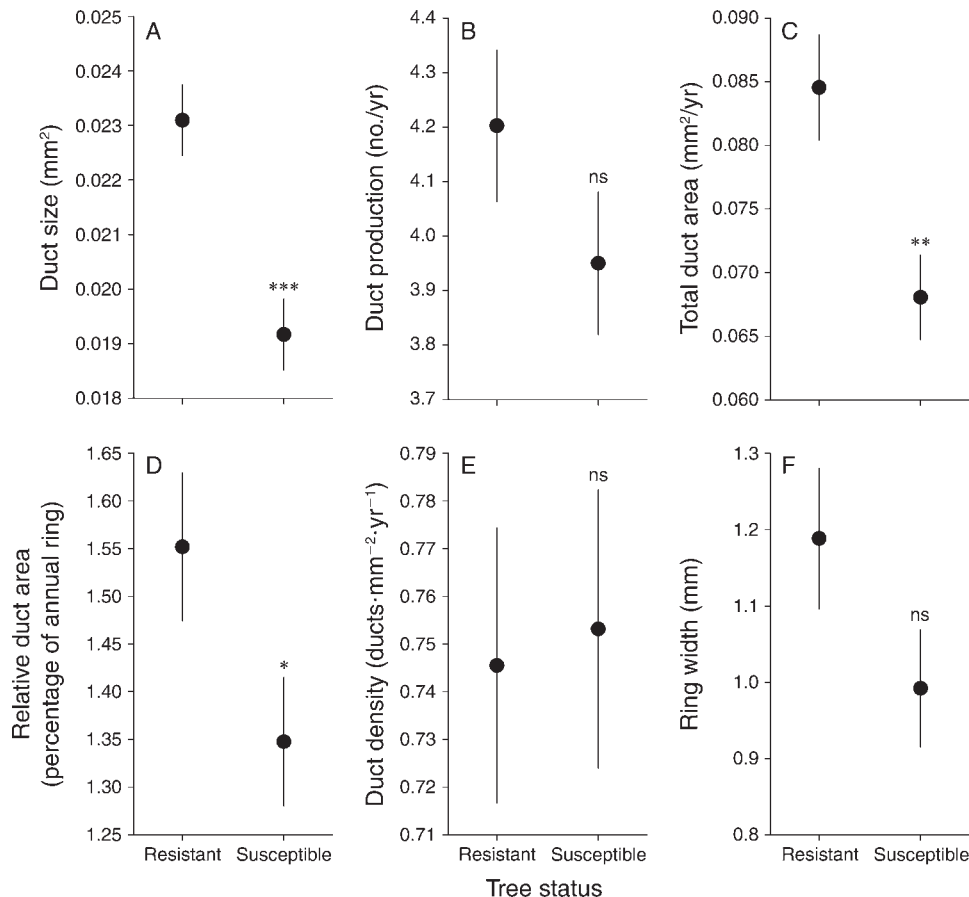 A
Duct size (mm²)
0.025
0.024
0.023
0.022
0.021
0.020
0.019
0.018
***
B
Duct production (no./yr)
4.4
4.3
4.2
4.1
4.0
3.9
3.8
3.7
ns
C
Total duct area (mm²/yr)
0.090
0.085
0.080
0.075
0.070
0.065
0.060
**
D
Relative duct area
(percentage of annual ring)
1.65
1.60
1.55
1.50
1.45
1.40
1.35
1.30
1.25
*
Resistant Susceptible
E
Duct density (ducts·mm⁻²·yr⁻¹)
0.79
0.78
0.77
0.76
0.75
0.74
0.73
0.72
0.71
ns
Resistant Susceptible
F
Ring width (mm)
1.3
1.2
1.1
1.0
0.9
0.8
ns
Resistant Susceptible
Tree status